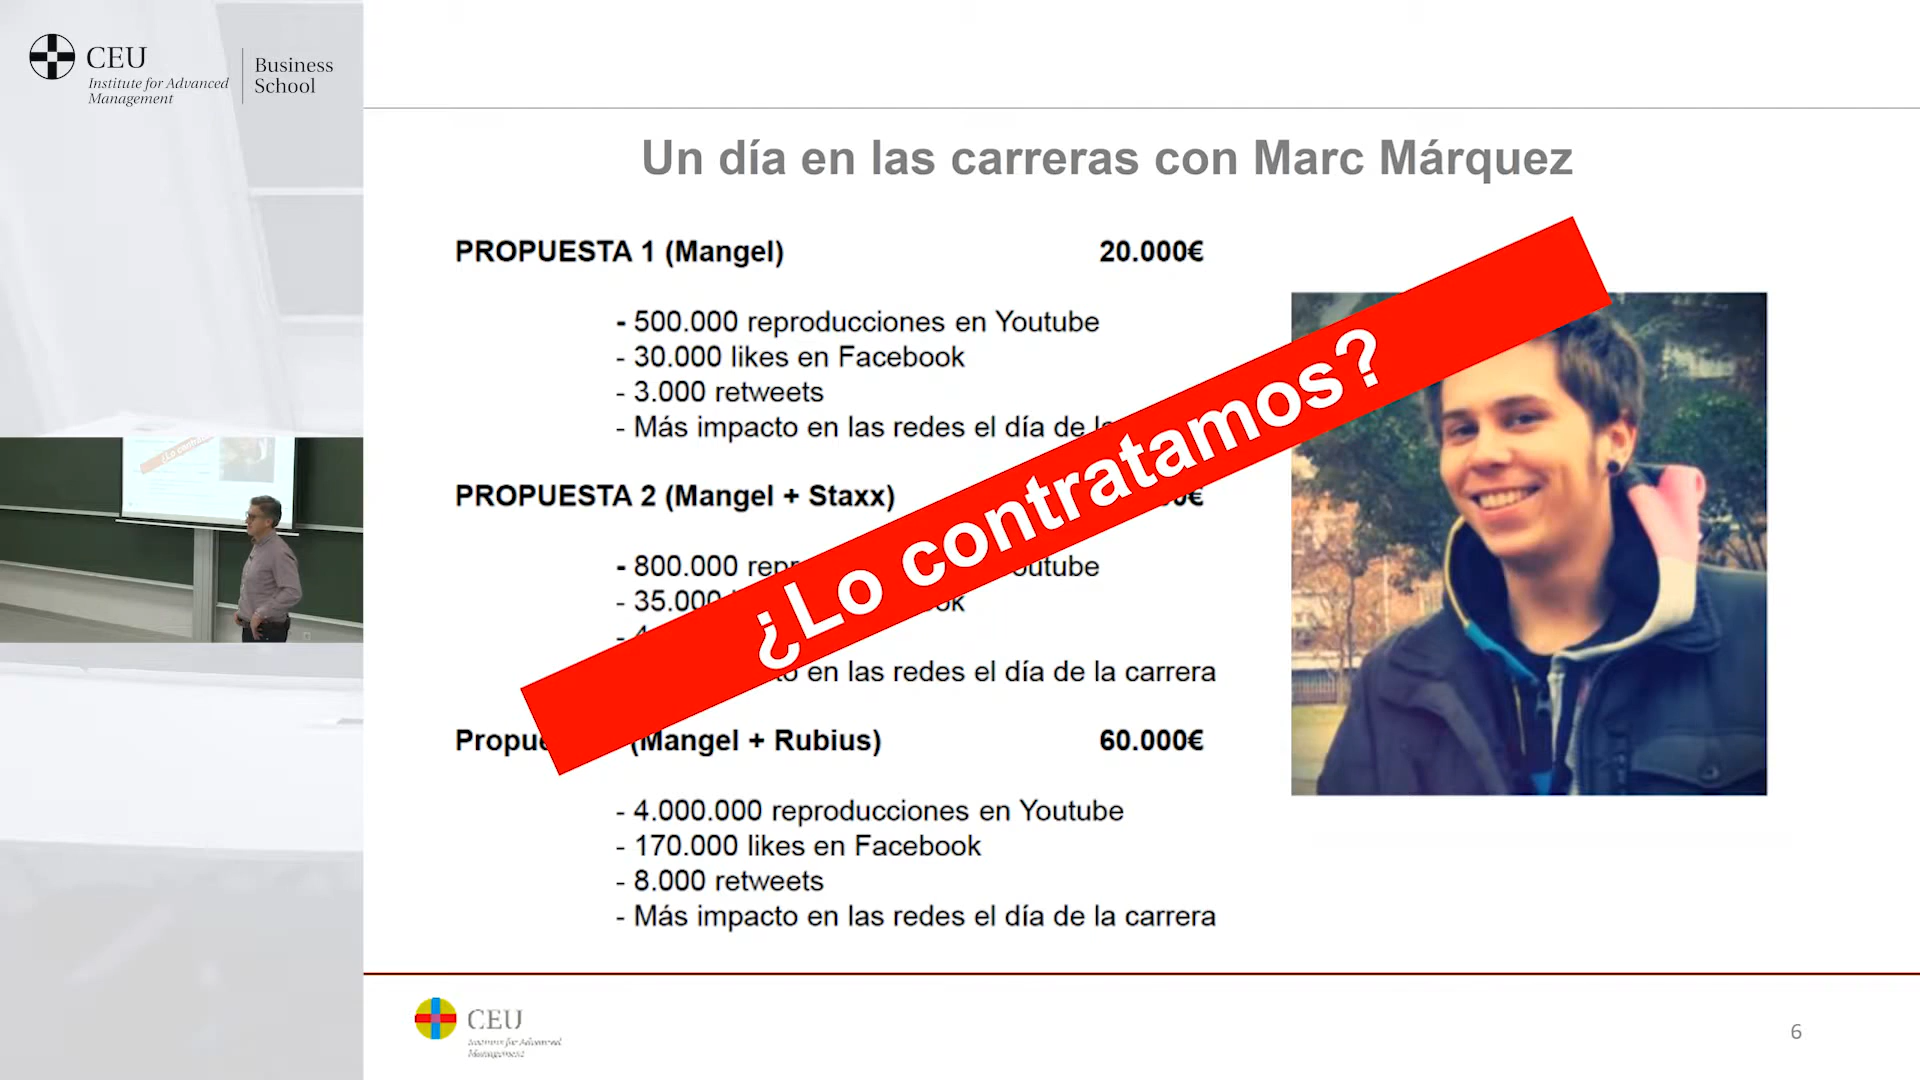 CEU
Institute for Advanced
Management
Business
School
Un día en las carreras con Marc Márquez
PROPUESTA 1 (Mangel) 20.000€
- 500.000 reproducciones en Youtube
- 30.000 likes en Facebook
- 3.000 retweets
- Más impacto en las redes el día de
PROPUESTA 2 (Mangel + Staxx)
- 800.000
- 35.000
en las redes el día de la carrera
¿Lo contratamos?
(Mangel + Rubius) 60.000€
- 4.000.000 reproducciones en Youtube
- 170.000 likes en Facebook
- 8.000 retweets
- Más impacto en las redes el día de la carrera
CEU
Institute for Advanced
Management
6